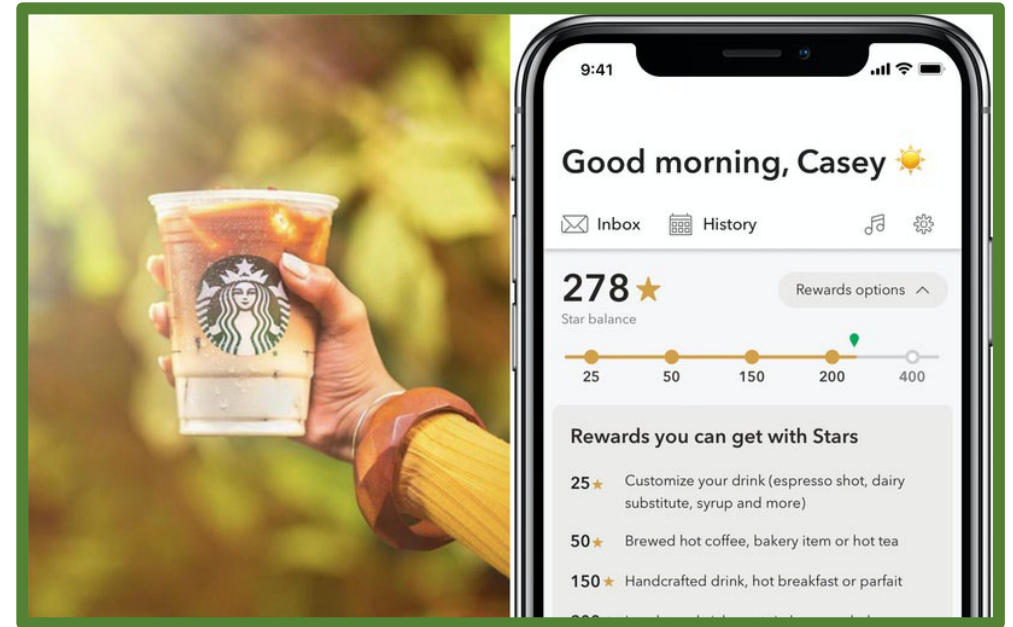 9:41
Good morning, Casey
Inbox History
278
Rewards options
Star balance
25 50 150 200 400
Rewards you can get with Stars
25 Customize your drink (espresso shot, dairy
substitute, syrup and more)
50 Brewed hot coffee, bakery item or hot tea
150 Handcrafted drink, hot breakfast or parfait